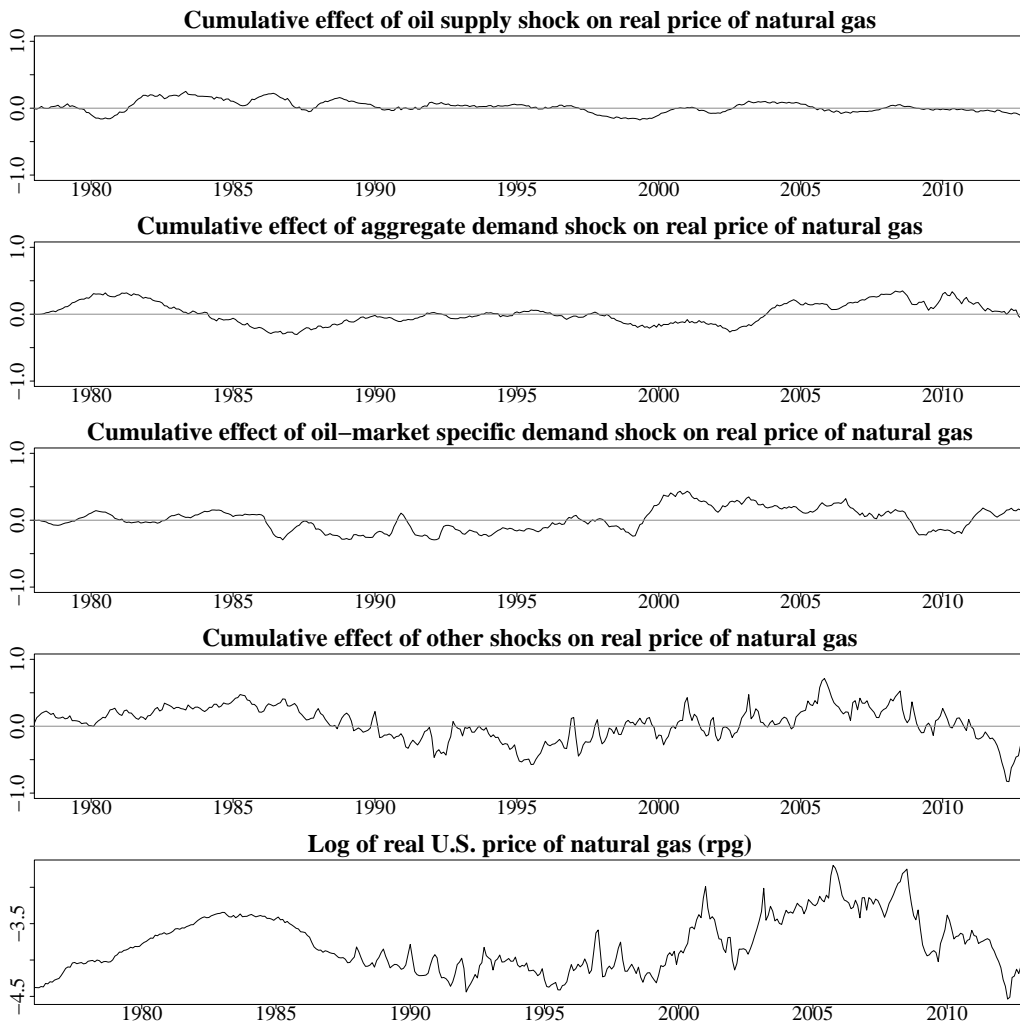 Cumulative effect of oil supply shock on real price of natural gas
1.0
0.0
−1.0
1980 1985 1990 1995 2000 2005 2010
Cumulative effect of aggregate demand shock on real price of natural gas
1.0
0.0
−1.0
1980 1985 1990 1995 2000 2005 2010
Cumulative effect of oil−market specific demand shock on real price of natural gas
1.0
0.0
−1.0
1980 1985 1990 1995 2000 2005 2010
Cumulative effect of other shocks on real price of natural gas
1.0
0.0
−1.0
1980 1985 1990 1995 2000 2005 2010
Log of real U.S. price of natural gas (rpg)
−3.5
−4.5
1980 1985 1990 1995 2000 2005 2010